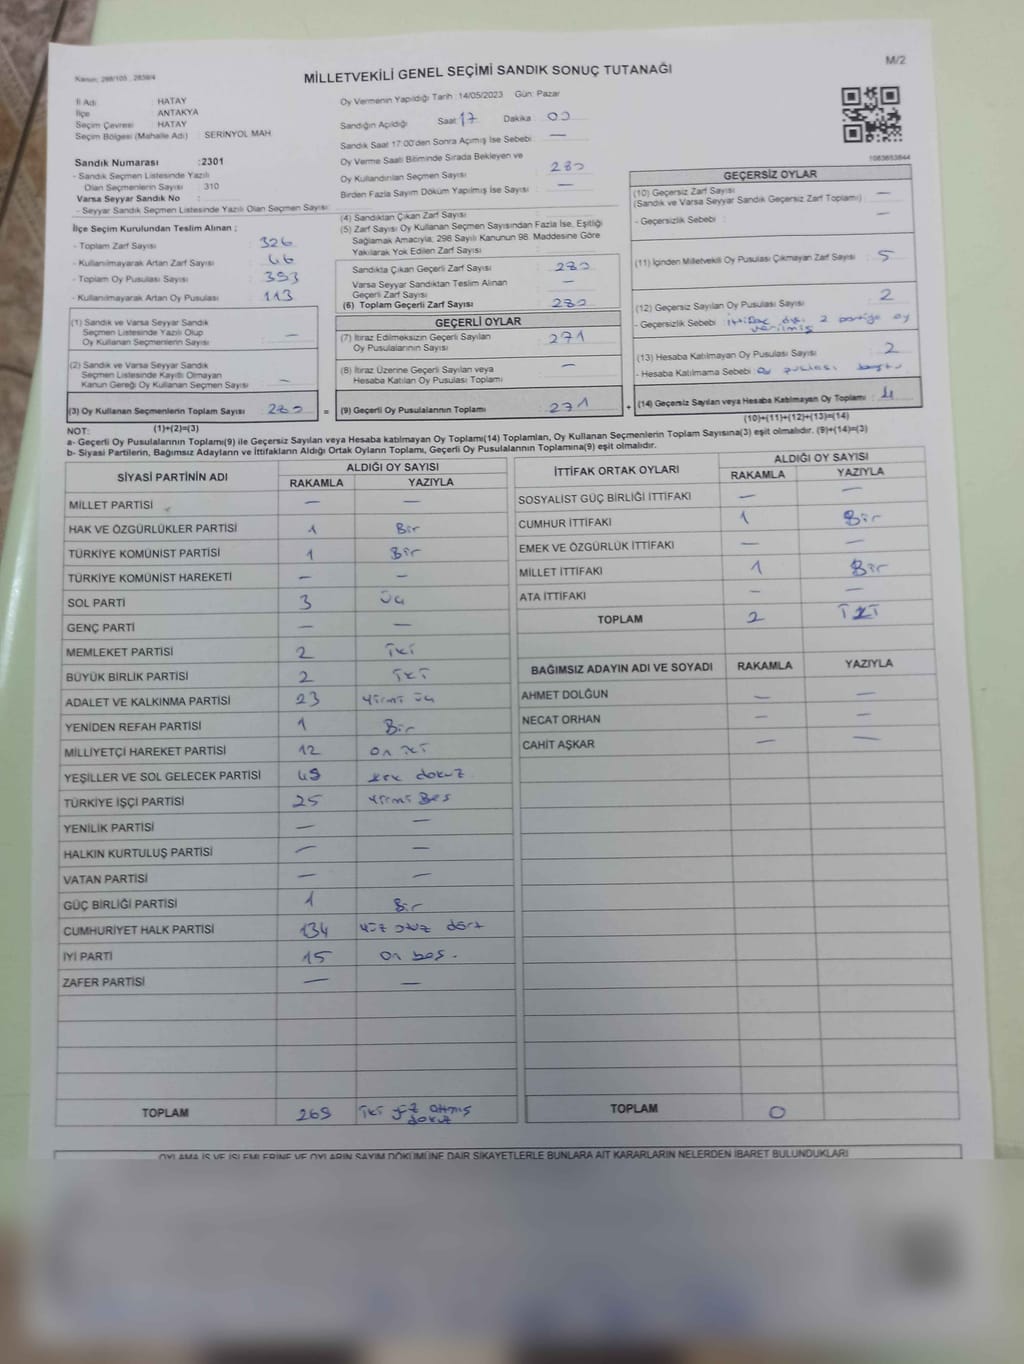 Kanun: 298/105 , 2839/4
MİLLETVEKİLİ GENEL SEÇİMİ SANDIK SONUÇ TUTANAĞI
M/2
İl Adı : HATAY
İlçe : ANTAKYA
Seçim Çevresi : HATAY
Seçim Bölgesi (Mahalle Adı) : SERİNYOL MAH.
Sandık Numarası :2301
- Sandık Seçmen Listesinde Yazılı
Olan Seçmenlerin Sayısı : 310
Varsa Seyyar Sandık No :
- Seyyar Sandık Seçmen Listesinde Yazılı Olan Seçmen Sayısı:
Oy Vermenin Yapıldığı Tarih :14/05/2023 Gün: Pazar
Sandığın Açıldığı Saat 17 Dakika 00
Sandık Saat 17:00'den Sonra Açımış İse Sebebi : —
Oy Verme Saati Bitiminde Sırada Bekleyen ve
Oy Kullandırılan Seçmen Sayısı : 280
Birden Fazla Sayım Döküm Yapılmış İse Sayısı : —
1083653844
İlçe Seçim Kurulundan Teslim Alınan ;
- Toplam Zarf Sayısı : 326
- Kullanılmayarak Artan Zarf Sayısı : 46
- Toplam Oy Pusulası Sayısı : 393
- Kullanılmayarak Artan Oy Pusulası : 113
(1) Sandık ve Varsa Seyyar Sandık
Seçmen Listesinde Yazılı Olup
Oy Kullanan Seçmenlerin Sayısı : —
(2) Sandık ve Varsa Seyyar Sandık
Seçmen Listesinde Kayıtlı Olmayan
Kanun Gereği Oy Kullanan Seçmen Sayısı : —
(3) Oy Kullanan Seçmenlerin Toplam Sayısı : 280 =
(1)+(2)=(3)
(4) Sandıktan Çıkan Zarf Sayısı :
(5) Zarf Sayısı Oy Kullanan Seçmen Sayısından Fazla İse, Eşitliği
Sağlamak Amacıyla, 298 Sayılı Kanunun 98. Maddesine Göre
Yakılarak Yok Edilen Zarf Sayısı :
Sandıkta Çıkan Geçerli Zarf Sayısı : 280
Varsa Seyyar Sandıktan Teslim Alınan
Geçerli Zarf Sayısı : —
(6) Toplam Geçerli Zarf Sayısı : 280
GEÇERLİ OYLAR
(7) İtiraz Edilmeksizin Geçerli Sayılan
Oy Pusulalarının Sayısı : 271
(8) İtiraz Üzerine Geçerli Sayılan veya
Hesaba Katılan Oy Pusulası Toplamı : —
(9) Geçerli Oy Pusulalarının Toplamı : 271 +
GEÇERSİZ OYLAR
(10) Geçersiz Zarf Sayısı
(Sandık ve Varsa Seyyar Sandık Geçersiz Zarf Toplamı) : —
- Geçersizlik Sebebi : —
(11) İçinden Milletvekili Oy Pusulası Çıkmayan Zarf Sayısı : 5
(12) Geçersiz Sayılan Oy Pusulası Sayısı : 2
- Geçersizlik Sebebi : ittifak dışı 2 partiye oy
verilmiş
(13) Hesaba Katılmayan Oy Pusulası Sayısı : 2
- Hesaba Katılmama Sebebi : Oy pusulası boştu
(14) Geçersiz Sayılan veya Hesaba Katılmayan Oy Toplamı : 4
(10)+(11)+(12)+(13)=(14)
NOT:
a- Geçerli Oy Pusulalarının Toplamı(9) ile Geçersiz Sayılan veya Hesaba katılmayan Oy Toplamı(14) Toplamları, Oy Kullanan Seçmenlerin Toplam Sayısına(3) eşit olmalıdır. (9)+(14)=(3)
b- Siyasi Partilerin, Bağımsız Adayların ve İttifakların Aldığı Ortak Oyların Toplamı, Geçerli Oy Pusulalarının Toplamına(9) eşit olmalıdır.
SİYASİ PARTİNİN ADI ALDIĞI OY SAYISI
RAKAMLA YAZIYLA
MİLLET PARTİSİ — —
HAK VE ÖZGÜRLÜKLER PARTİSİ 1 Bir
TÜRKİYE KOMÜNİST PARTİSİ 1 Bir
TÜRKİYE KOMÜNİST HAREKETİ — —
SOL PARTİ 3 üç
GENÇ PARTİ — —
MEMLEKET PARTİSİ 2 iki
BÜYÜK BİRLİK PARTİSİ 2 iki
ADALET VE KALKINMA PARTİSİ 23 Yirmi üç
YENİDEN REFAH PARTİSİ 1 Bir
MİLLİYETÇİ HAREKET PARTİSİ 12 On iki
YEŞİLLER VE SOL GELECEK PARTİSİ 49 kırk dokuz
TÜRKİYE İŞÇİ PARTİSİ 25 Yirmi Beş
YENİLİK PARTİSİ — —
HALKIN KURTULUŞ PARTİSİ — —
VATAN PARTİSİ — —
GÜÇ BİRLİĞİ PARTİSİ 1 Bir
CUMHURİYET HALK PARTİSİ 134 Yüz otuz dört
İYİ PARTİ 15 On beş.
ZAFER PARTİSİ — —
TOPLAM 269 iki yüz altmış
dokuz
İTTİFAK ORTAK OYLARI ALDIĞI OY SAYISI
RAKAMLA YAZIYLA
SOSYALİST GÜÇ BİRLİĞİ İTTİFAKI — —
CUMHUR İTTİFAKI 1 Bir
EMEK VE ÖZGÜRLÜK İTTİFAKI — —
MİLLET İTTİFAKI 1 Bir
ATA İTTİFAKI — —
TOPLAM 2 İKİ
BAĞIMSIZ ADAYIN ADI VE SOYADI RAKAMLA YAZIYLA
AHMET DOLĞUN — —
NECAT ORHAN — —
CAHİT AŞKAR — —
TOPLAM 0
OYLAMA İŞ VE İŞLEMLERİNE VE OYLARIN SAYIM DÖKÜMÜNE DAİR ŞİKAYETLERLE BUNLARA AİT KARARLARIN NELERDEN İBARET BULUNDUKLARI